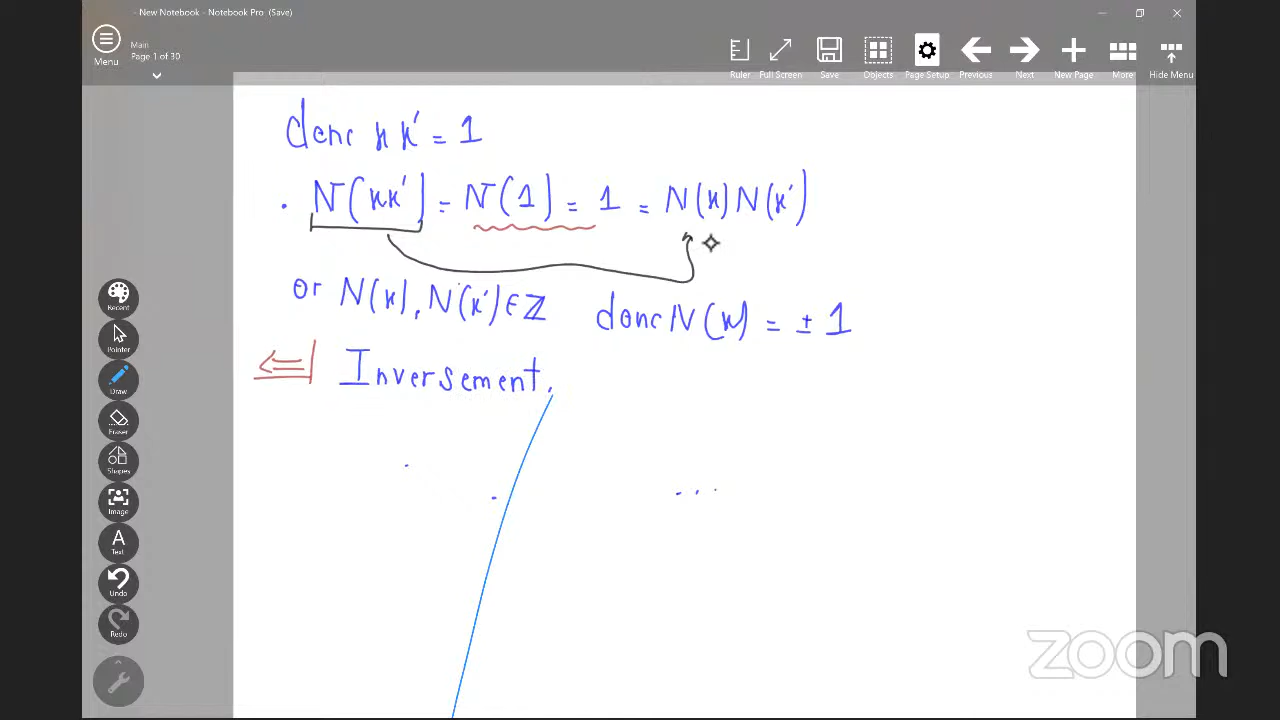 - New Notebook - Notebook Pro (Save)
Menu
Main
Page 1 of 30
Ruler
Full Screen
Save
Objects
Page Setup
Previous
Next
New Page
More
Hide Menu
donc x x' = 1
. N(xx') = N(1) = 1 = N(x) N(x')
or N(x), N(x') ∈ ℤ donc N(x) = ± 1
⇐ Inversement,
...
Recent
Pointer
Draw
Eraser
Shapes
Image
A
Text
Undo
Redo
zoom